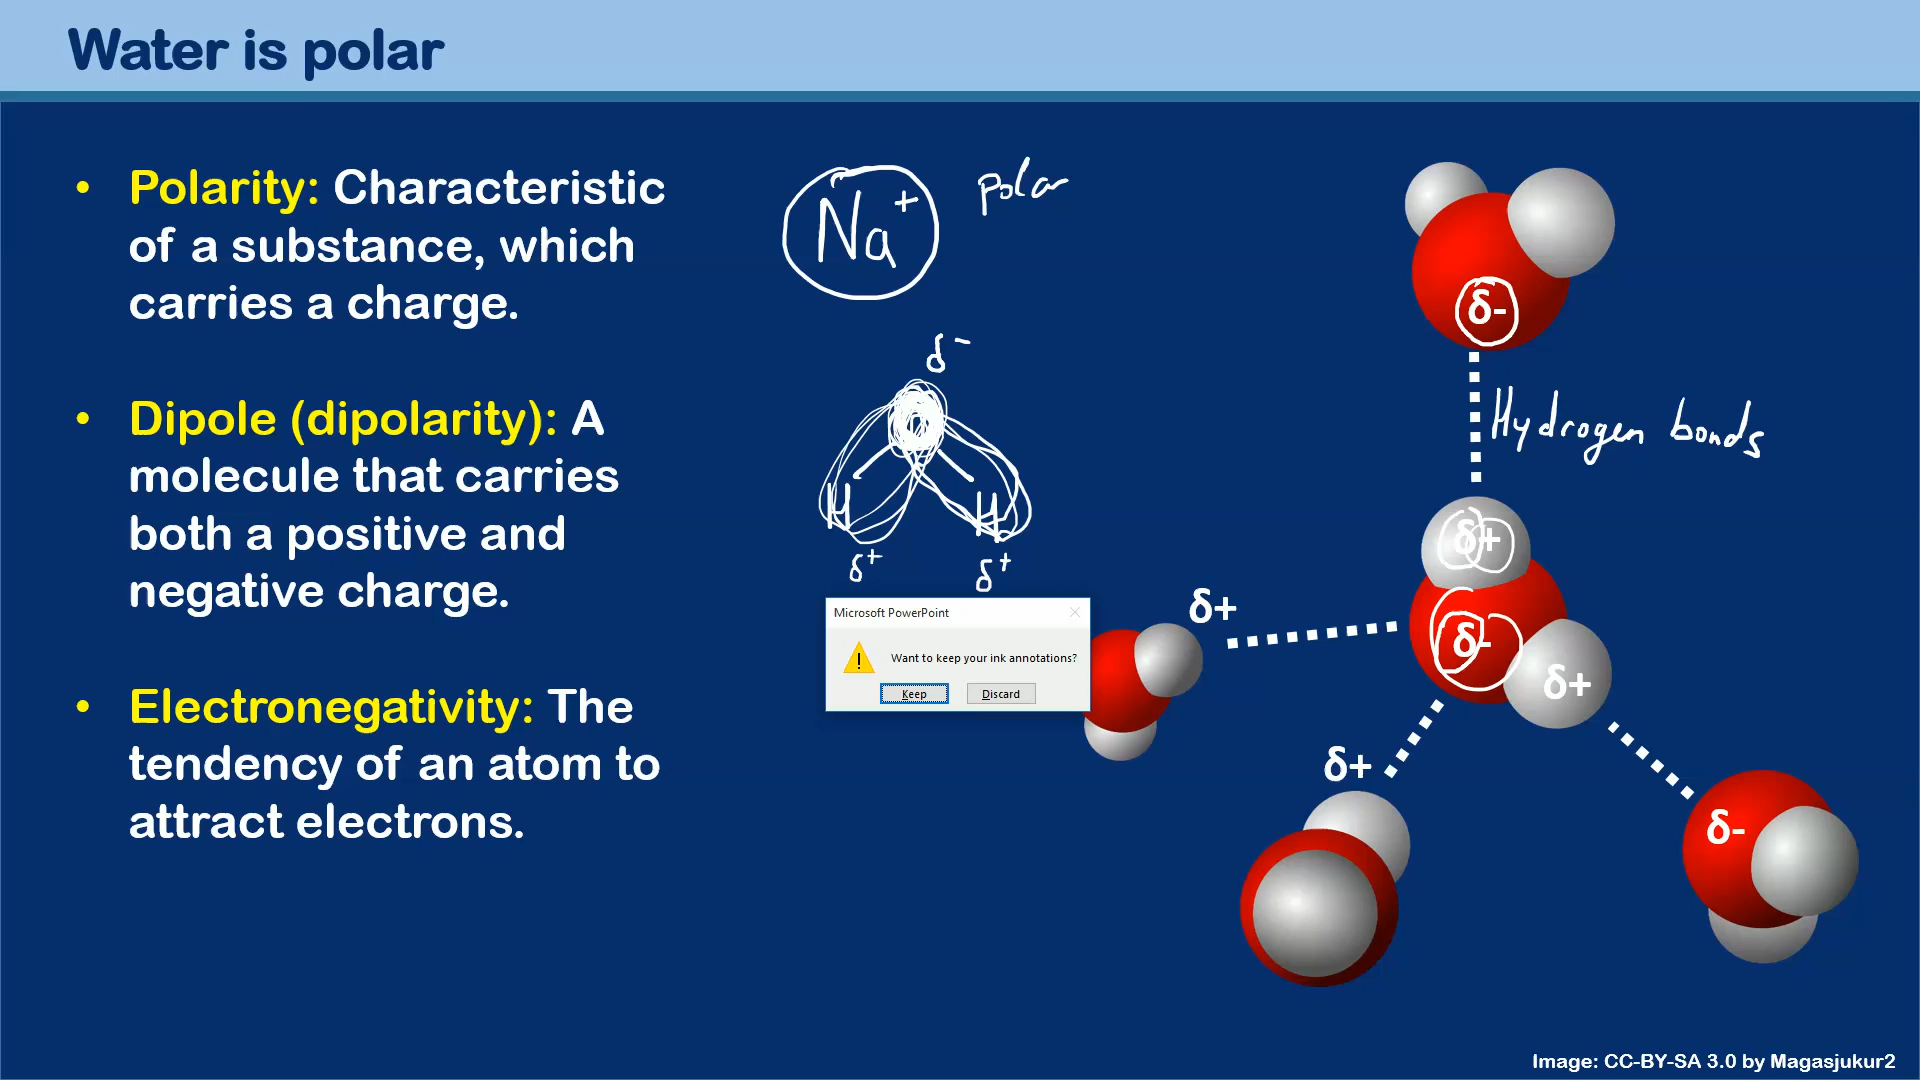 Water is polar
• Polarity: Characteristic
of a substance, which
carries a charge.
• Dipole (dipolarity): A
molecule that carries
both a positive and
negative charge.
• Electronegativity: The
tendency of an atom to
attract electrons.
Na+
polar
δ-
H
H
δ+
δ+
Microsoft PowerPoint
Want to keep your ink annotations?
Keep
Discard
δ-
Hydrogen bonds
δ+
δ+
δ-
δ+
δ+
δ-
Image: CC-BY-SA 3.0 by Magasjukur2